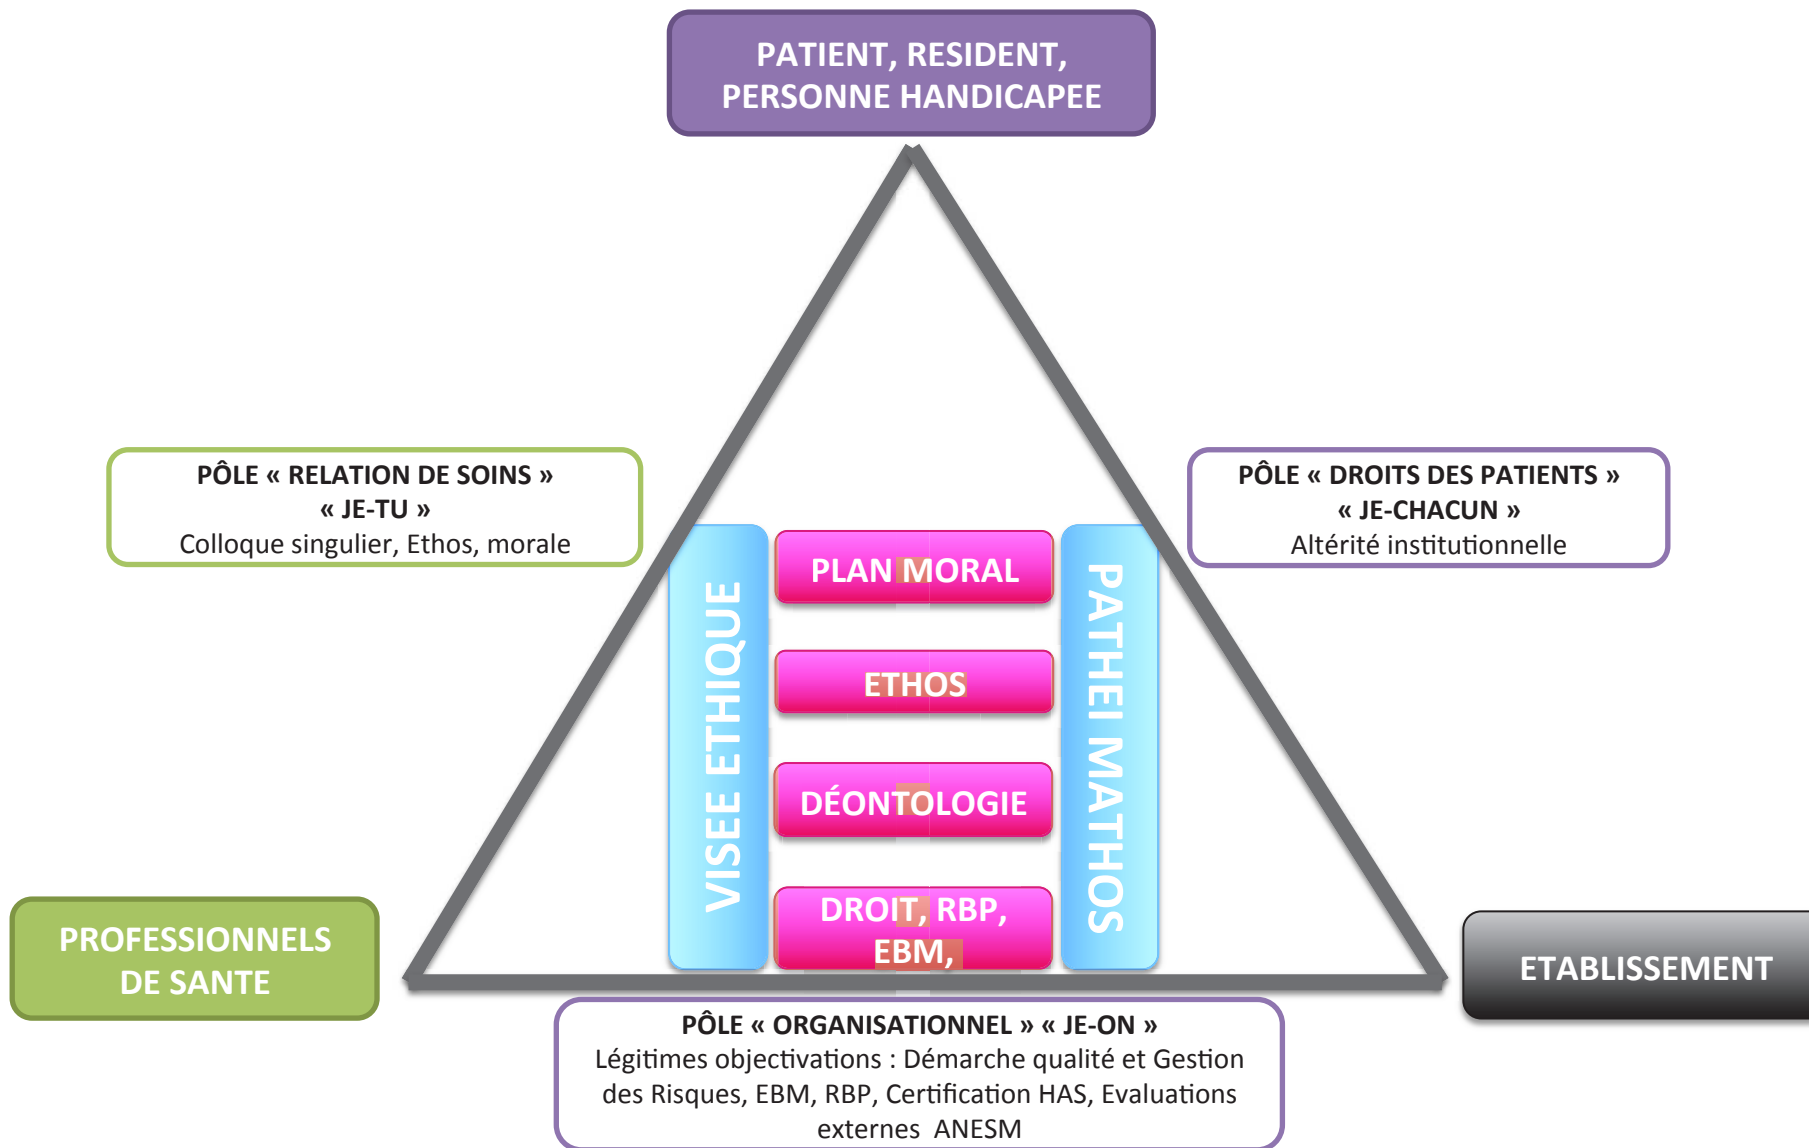 PATIENT, RESIDENT,
PERSONNE HANDICAPEE
PÔLE « RELATION DE SOINS »
« JE-TU »
Colloque singulier, Ethos, morale
PÔLE « DROITS DES PATIENTS »
« JE-CHACUN »
Altérité institutionnelle
VISEE ETHIQUE
PLAN MORAL
ETHOS
DÉONTOLOGIE
DROIT, RBP,
EBM,
PATHEI MATHOS
PROFESSIONNELS
DE SANTE
ETABLISSEMENT
PÔLE « ORGANISATIONNEL » « JE-ON »
Légitimes objectivations : Démarche qualité et Gestion
des Risques, EBM, RBP, Certification HAS, Evaluations
externes ANESM